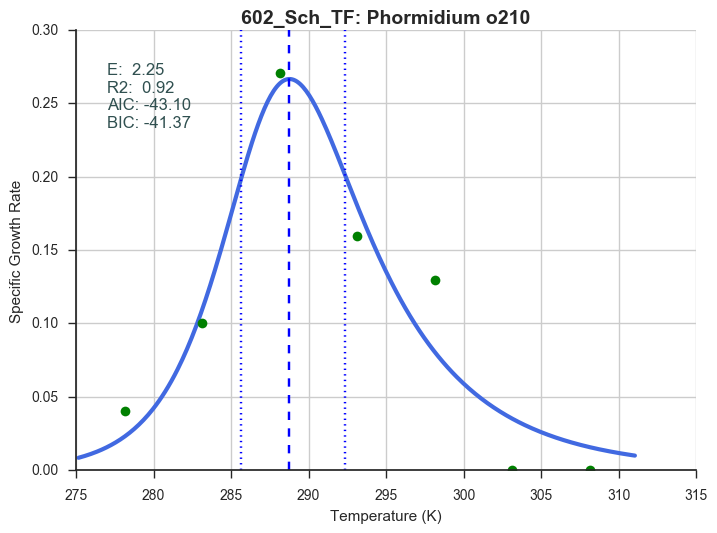 602_Sch_TF: Phormidium o210
E:  2.25
R2:  0.92
AIC: -43.10
BIC: -41.37
Specific Growth Rate
0.30
0.25
0.20
0.15
0.10
0.05
0.00
275 280 285 290 295 300 305 310 315
Temperature (K)